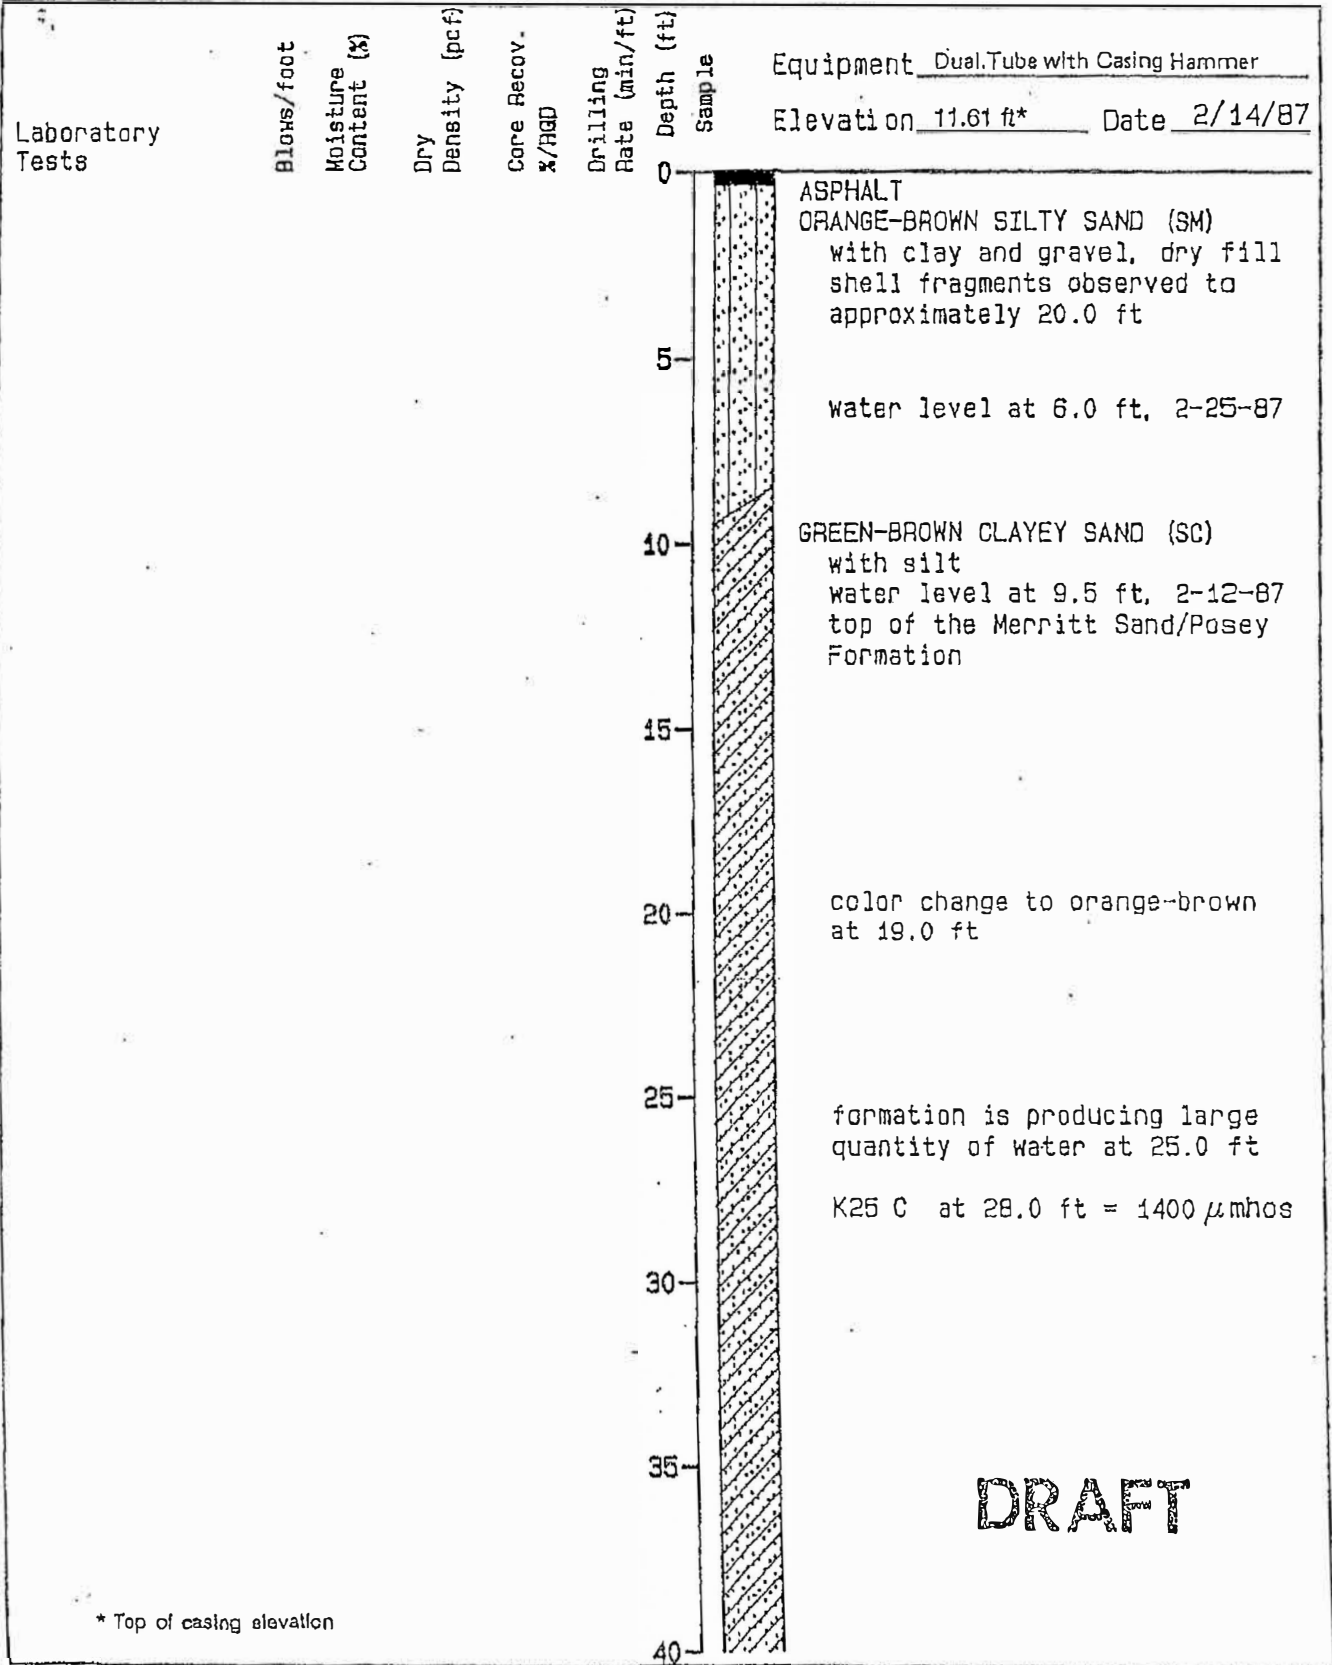 Laboratory
Tests
Blows/foot
Moisture
Content (%)
Dry
Density (pcf)
Core Recov.
%/RQD
Drilling
Rate (min/ft)
Depth (ft)
Sample
Equipment Dual.Tube with Casing Hammer
Elevation 11.61 ft* Date 2/14/87
0
ASPHALT
ORANGE-BROWN SILTY SAND (SM)
with clay and gravel, dry fill
shell fragments observed to
approximately 20.0 ft
5
water level at 6.0 ft, 2-25-87
10
GREEN-BROWN CLAYEY SAND (SC)
with silt
water level at 9.5 ft, 2-12-87
top of the Merritt Sand/Posey
Formation
15
20
color change to orange-brown
at 19.0 ft
25
formation is producing large
quantity of water at 25.0 ft
K25 C at 28.0 ft = 1400 μmhos
30
35
DRAFT
* Top of casing elevation
40